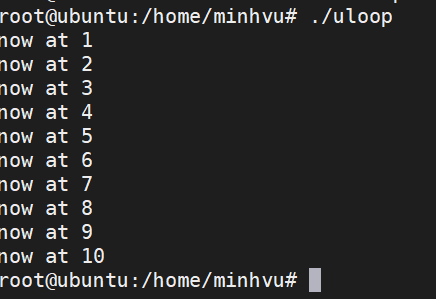 root@ubuntu:/home/minhvu# ./uloop
now at 1
now at 2
now at 3
now at 4
now at 5
now at 6
now at 7
now at 8
now at 9
now at 10
root@ubuntu:/home/minhvu#